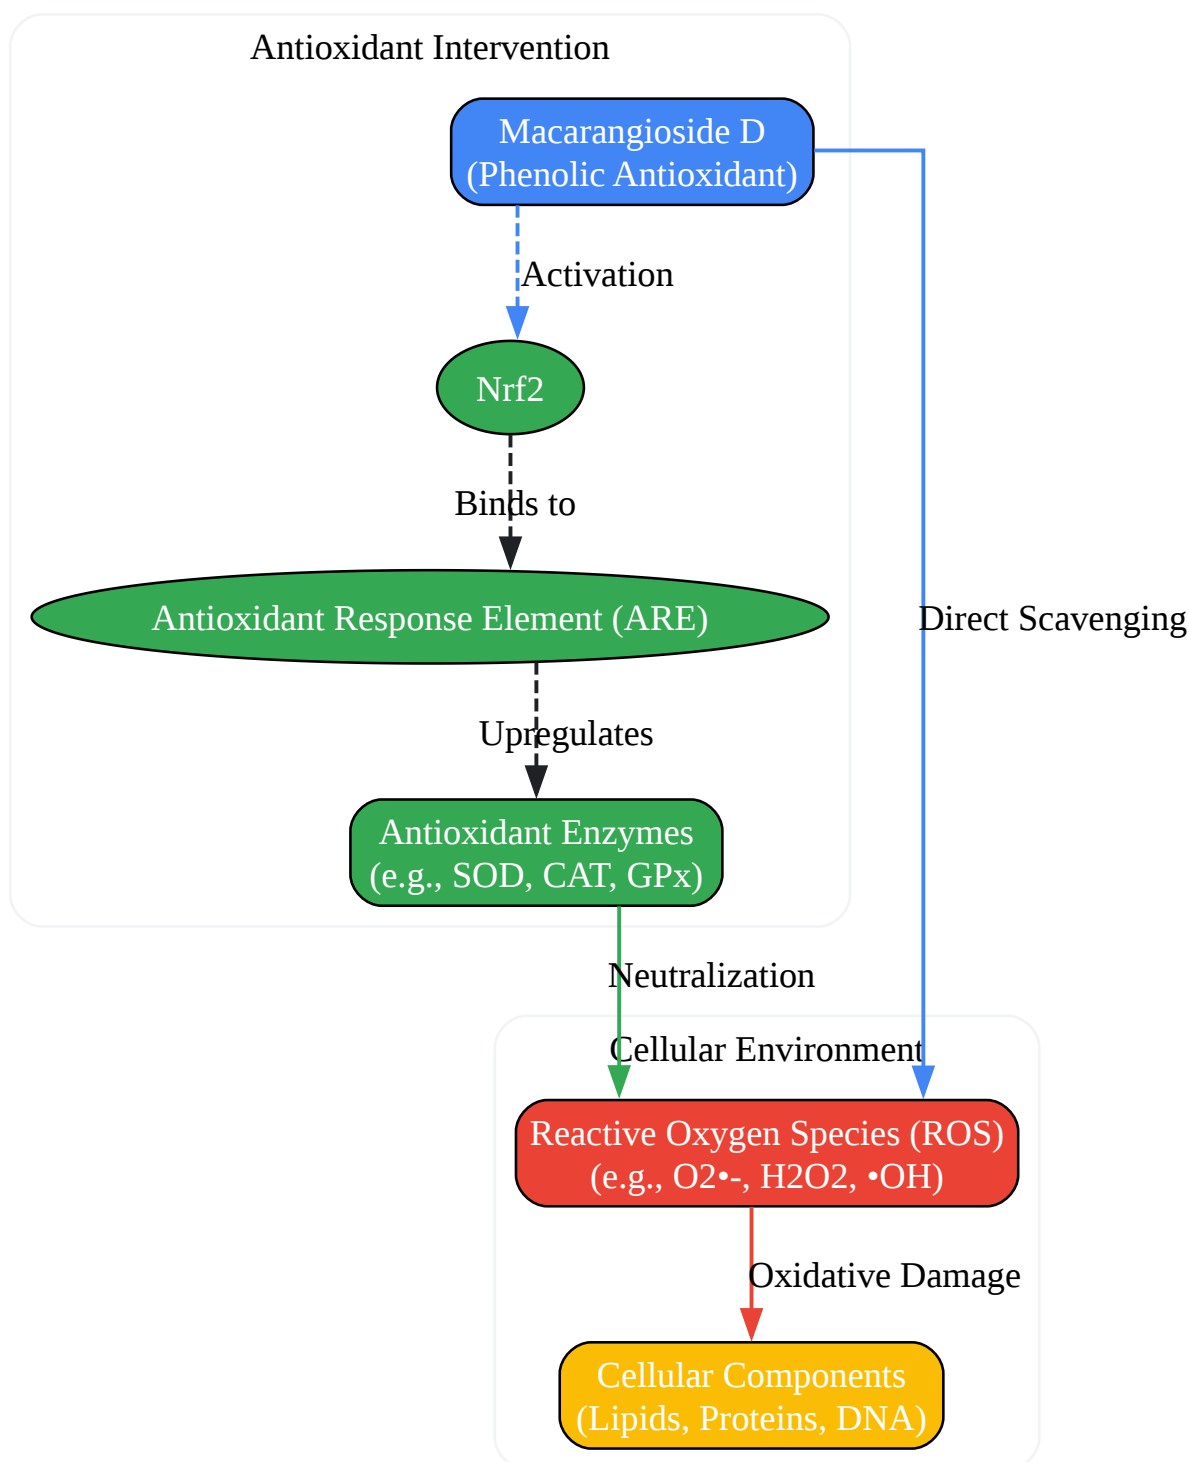 Antioxidant Intervention
Macarangioside D
(Phenolic Antioxidant)
Activation
Nrf2
Binds to
Antioxidant Response Element (ARE)
Direct Scavenging
Upregulates
Antioxidant Enzymes
(e.g., SOD, CAT, GPx)
Neutralization
Cellular Environment
Reactive Oxygen Species (ROS)
(e.g., O2•-, H2O2, •OH)
Oxidative Damage
Cellular Components
(Lipids, Proteins, DNA)